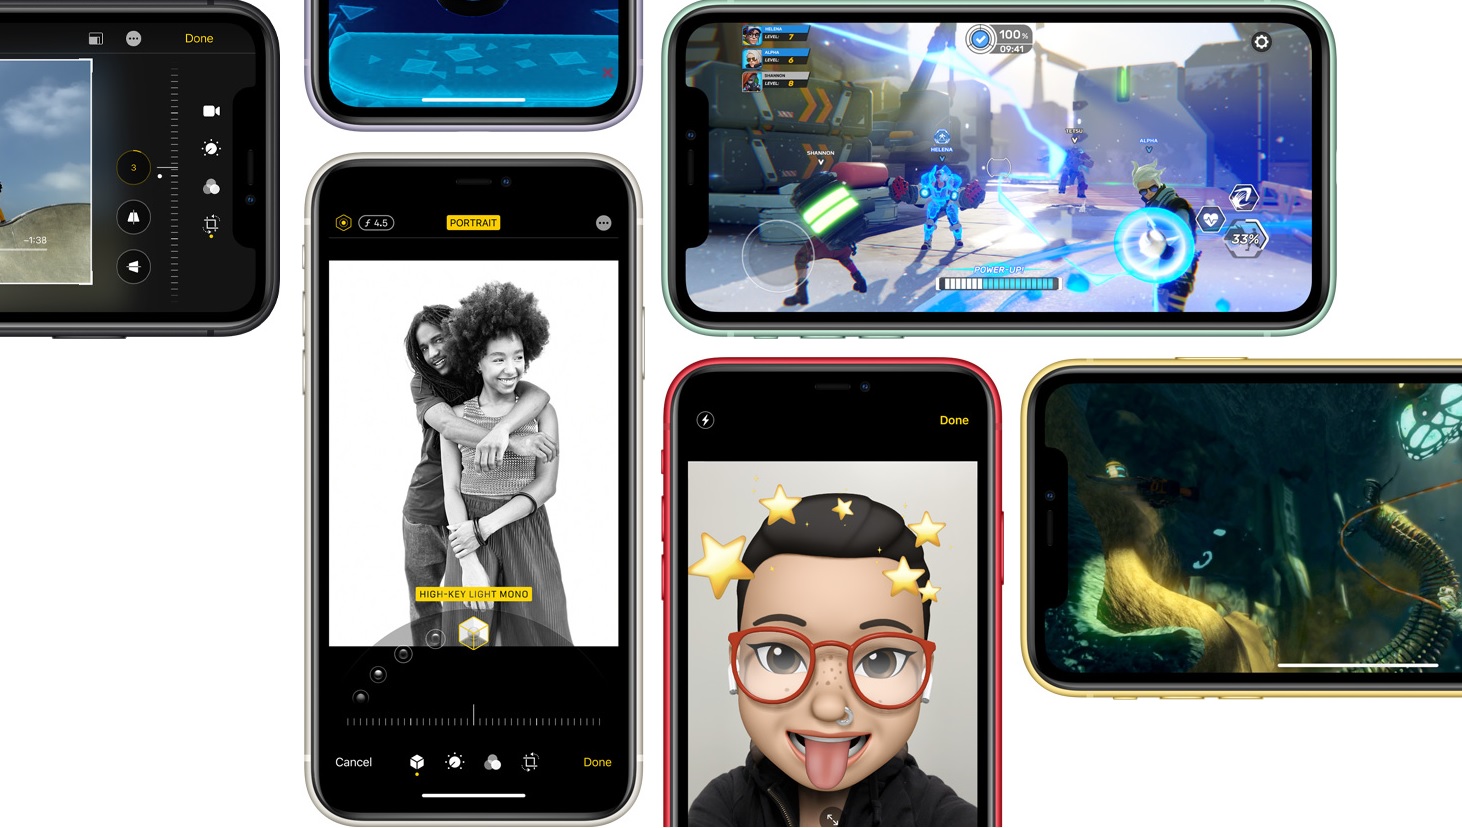 Done
3
–1:38
ƒ 4.5
PORTRAIT
HIGH-KEY LIGHT MONO
Cancel
Done
HELENA
LEVEL: 7
ALPHA
LEVEL: 6
SHANNON
LEVEL: 8
100%
09:41
SHANNON
HELENA
TETSU
ALPHA
33%
POWER-UP!
Done